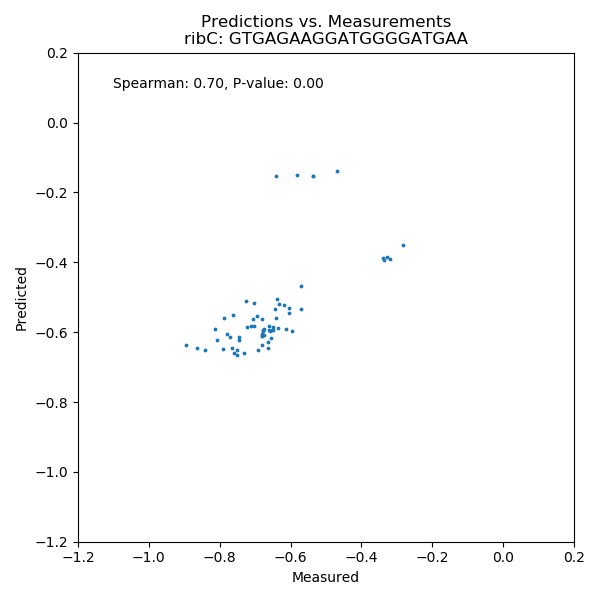 Predictions vs. Measurements
ribC: GTGAGAAGGATGGGGATGAA
Spearman: 0.70, P-value: 0.00
0.2
0.0
−0.2
−0.4
−0.6
−0.8
−1.0
−1.2
Predicted
−1.2 −1.0 −0.8 −0.6 −0.4 −0.2 0.0 0.2
Measured